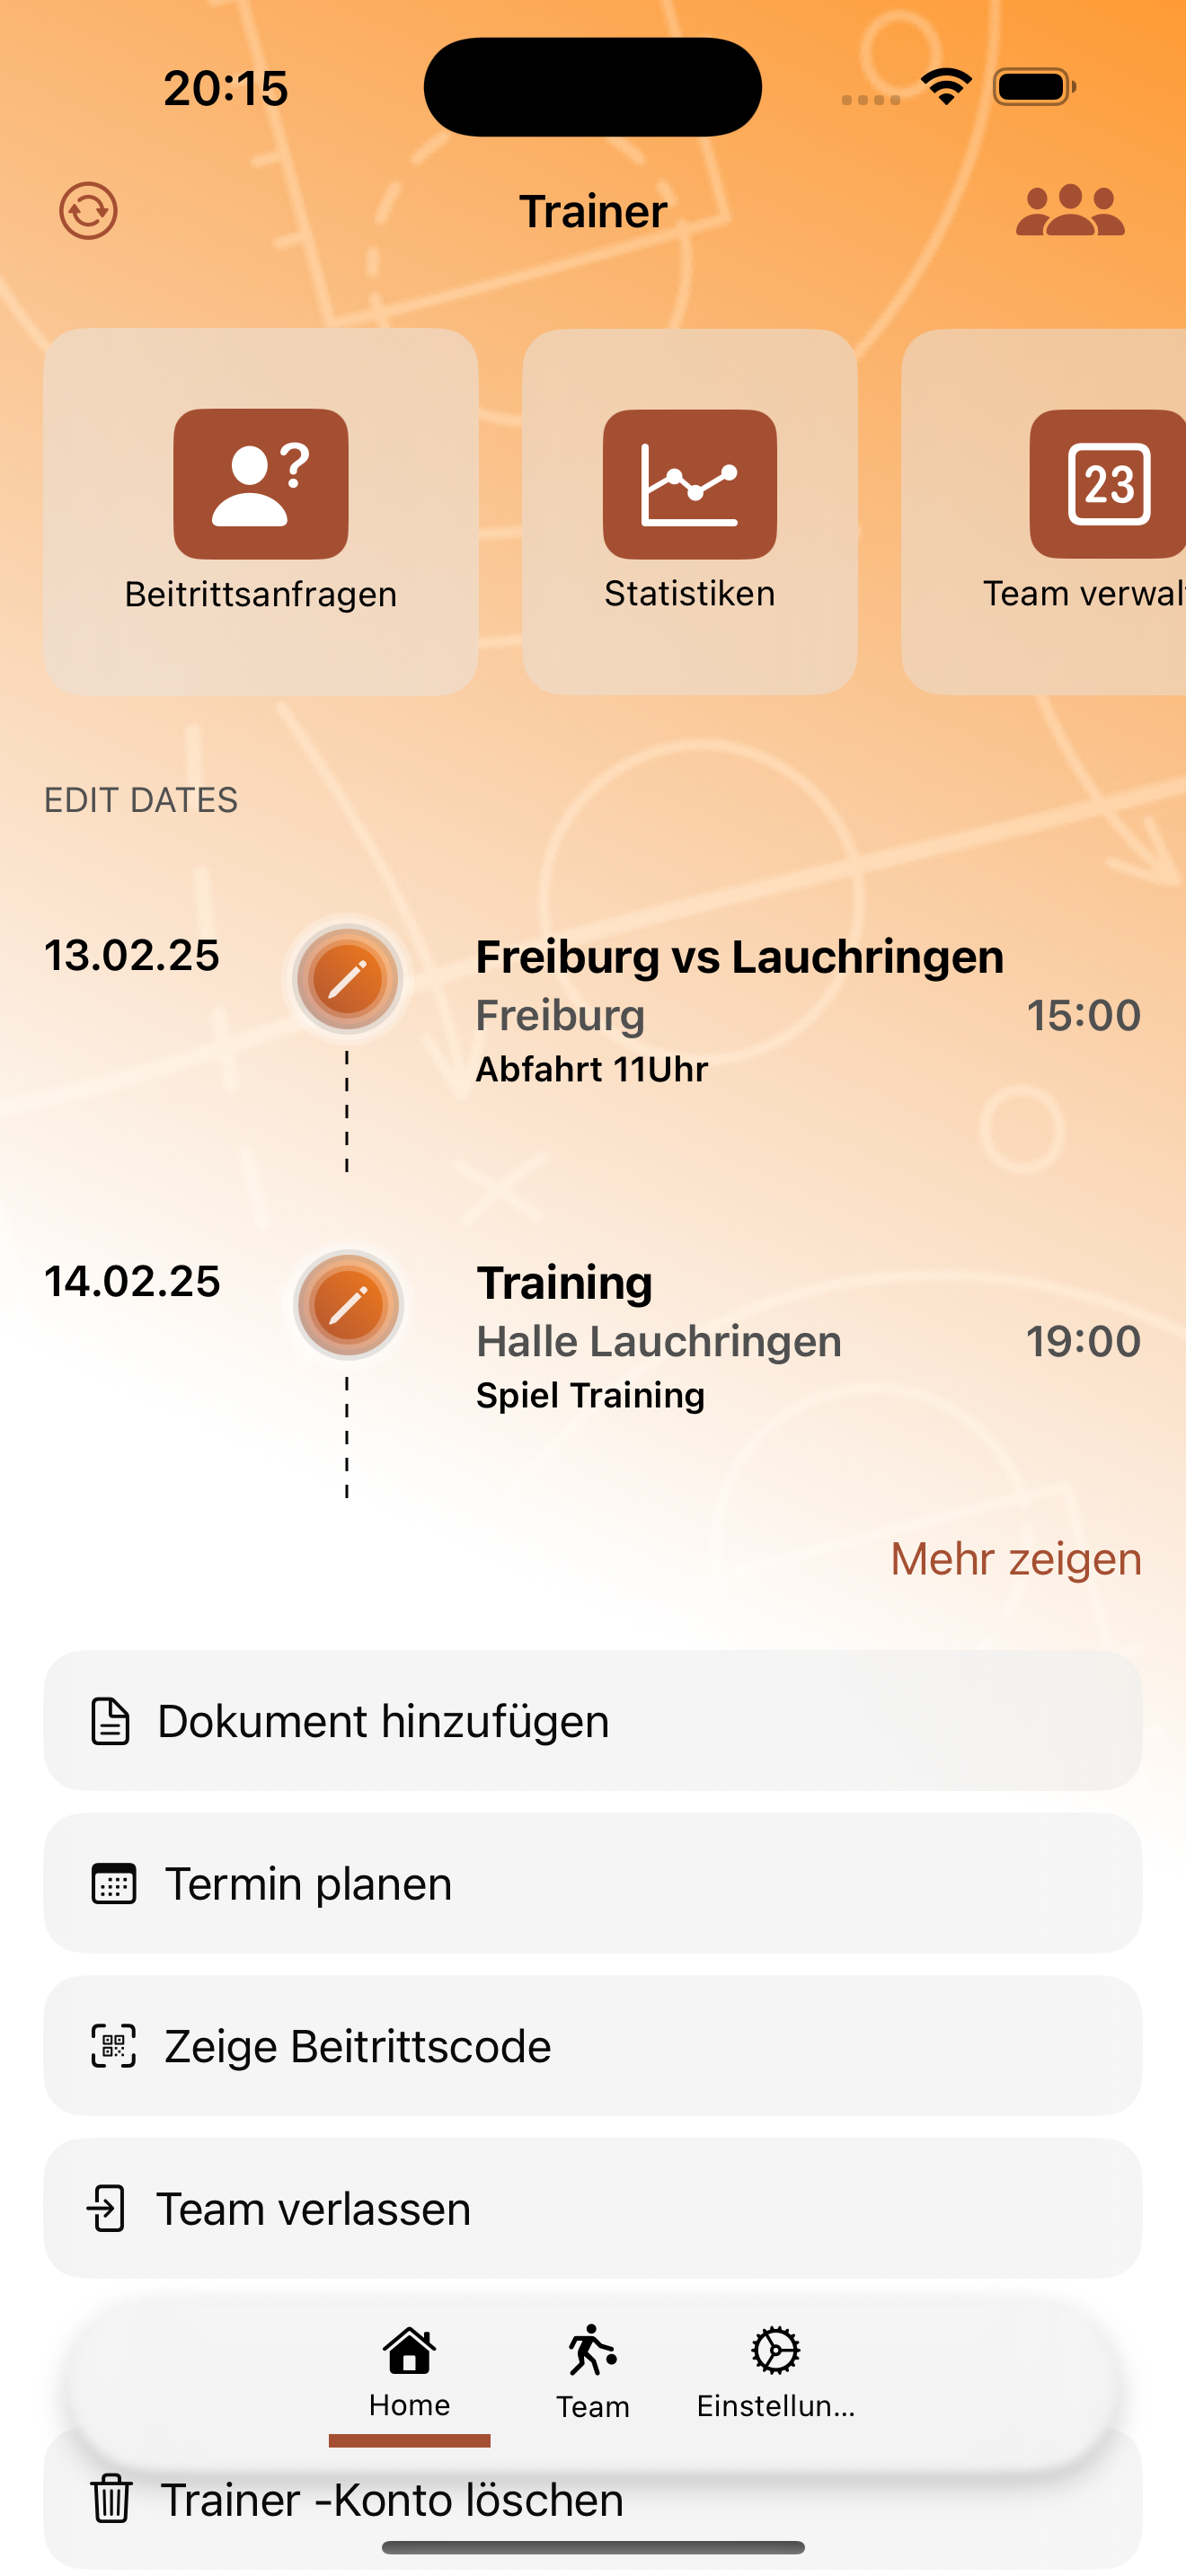 20:15
Trainer
?
23
Beitrittsanfragen
Statistiken
Team verwal
EDIT DATES
13.02.25
Freiburg vs Lauchringen
Freiburg
15:00
Abfahrt 11Uhr
14.02.25
Training
Halle Lauchringen
19:00
Spiel Training
Mehr zeigen
Dokument hinzufügen
Termin planen
Zeige Beitrittscode
Team verlassen
Home
Team
Einstellun...
Trainer -Konto löschen